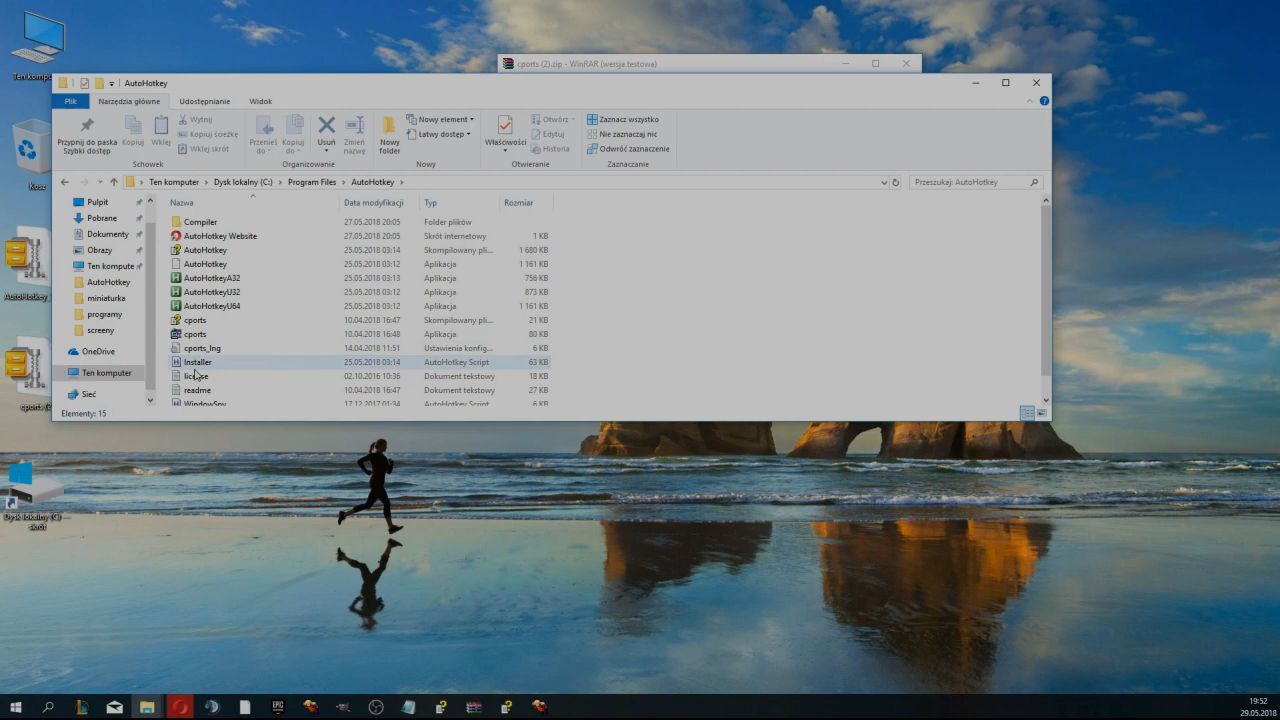 Ten kompu
cports (2).zip - WinRAR (wersja testowa)
AutoHotkey
Plik
Narzędzia główne
Udostępnianie
Widok
Przypnij do paska
Szybki dostęp
Kopiuj
Wklej
Wytnij
Kopiuj ścieżkę
Wklej skrót
Schowek
Przenieś
do
Kopiuj
do
Usuń
Zmień
nazwę
Organizowanie
Nowy
folder
Nowy element
Łatwy dostęp
Nowy
Właściwości
Otwórz
Edytuj
Historia
Otwieranie
Zaznacz wszystko
Nie zaznaczaj nic
Odwróć zaznaczenie
Zaznaczanie
Ten komputer > Dysk lokalny (C:) > Program Files > AutoHotkey >
Przeszukaj: AutoHotkey
Pulpit
Pobrane
Dokumenty
Obrazy
Ten kompute
AutoHotkey
miniaturka
programy
screeny
OneDrive
Ten komputer
Sieć
Nazwa Data modyfikacji Typ Rozmiar
Compiler 27.05.2018 20:05 Folder plików
AutoHotkey Website 27.05.2018 20:05 Skrót internetowy 1 KB
AutoHotkey 25.05.2018 03:14 Skompilowany pli... 1 680 KB
AutoHotkey 25.05.2018 03:12 Aplikacja 1 161 KB
AutoHotkeyA32 25.05.2018 03:13 Aplikacja 756 KB
AutoHotkeyU32 25.05.2018 03:12 Aplikacja 873 KB
AutoHotkeyU64 25.05.2018 03:12 Aplikacja 1 161 KB
cports 10.04.2018 16:47 Skompilowany pli... 21 KB
cports 10.04.2018 16:48 Aplikacja 80 KB
cports_lng 14.04.2018 11:51 Ustawienia konfig... 6 KB
Installer 25.05.2018 03:14 AutoHotkey Script 63 KB
license 02.10.2016 10:36 Dokument tekstowy 18 KB
readme 10.04.2018 16:47 Dokument tekstowy 27 KB
WindowSpy 17.12.2017 01:34 AutoHotkey Script 6 KB
Elementy: 15
Kosz
AutoHotkey
cports (2
Dysk lokalny (C) —
skrót
EPIC
19:52
29.05.2018